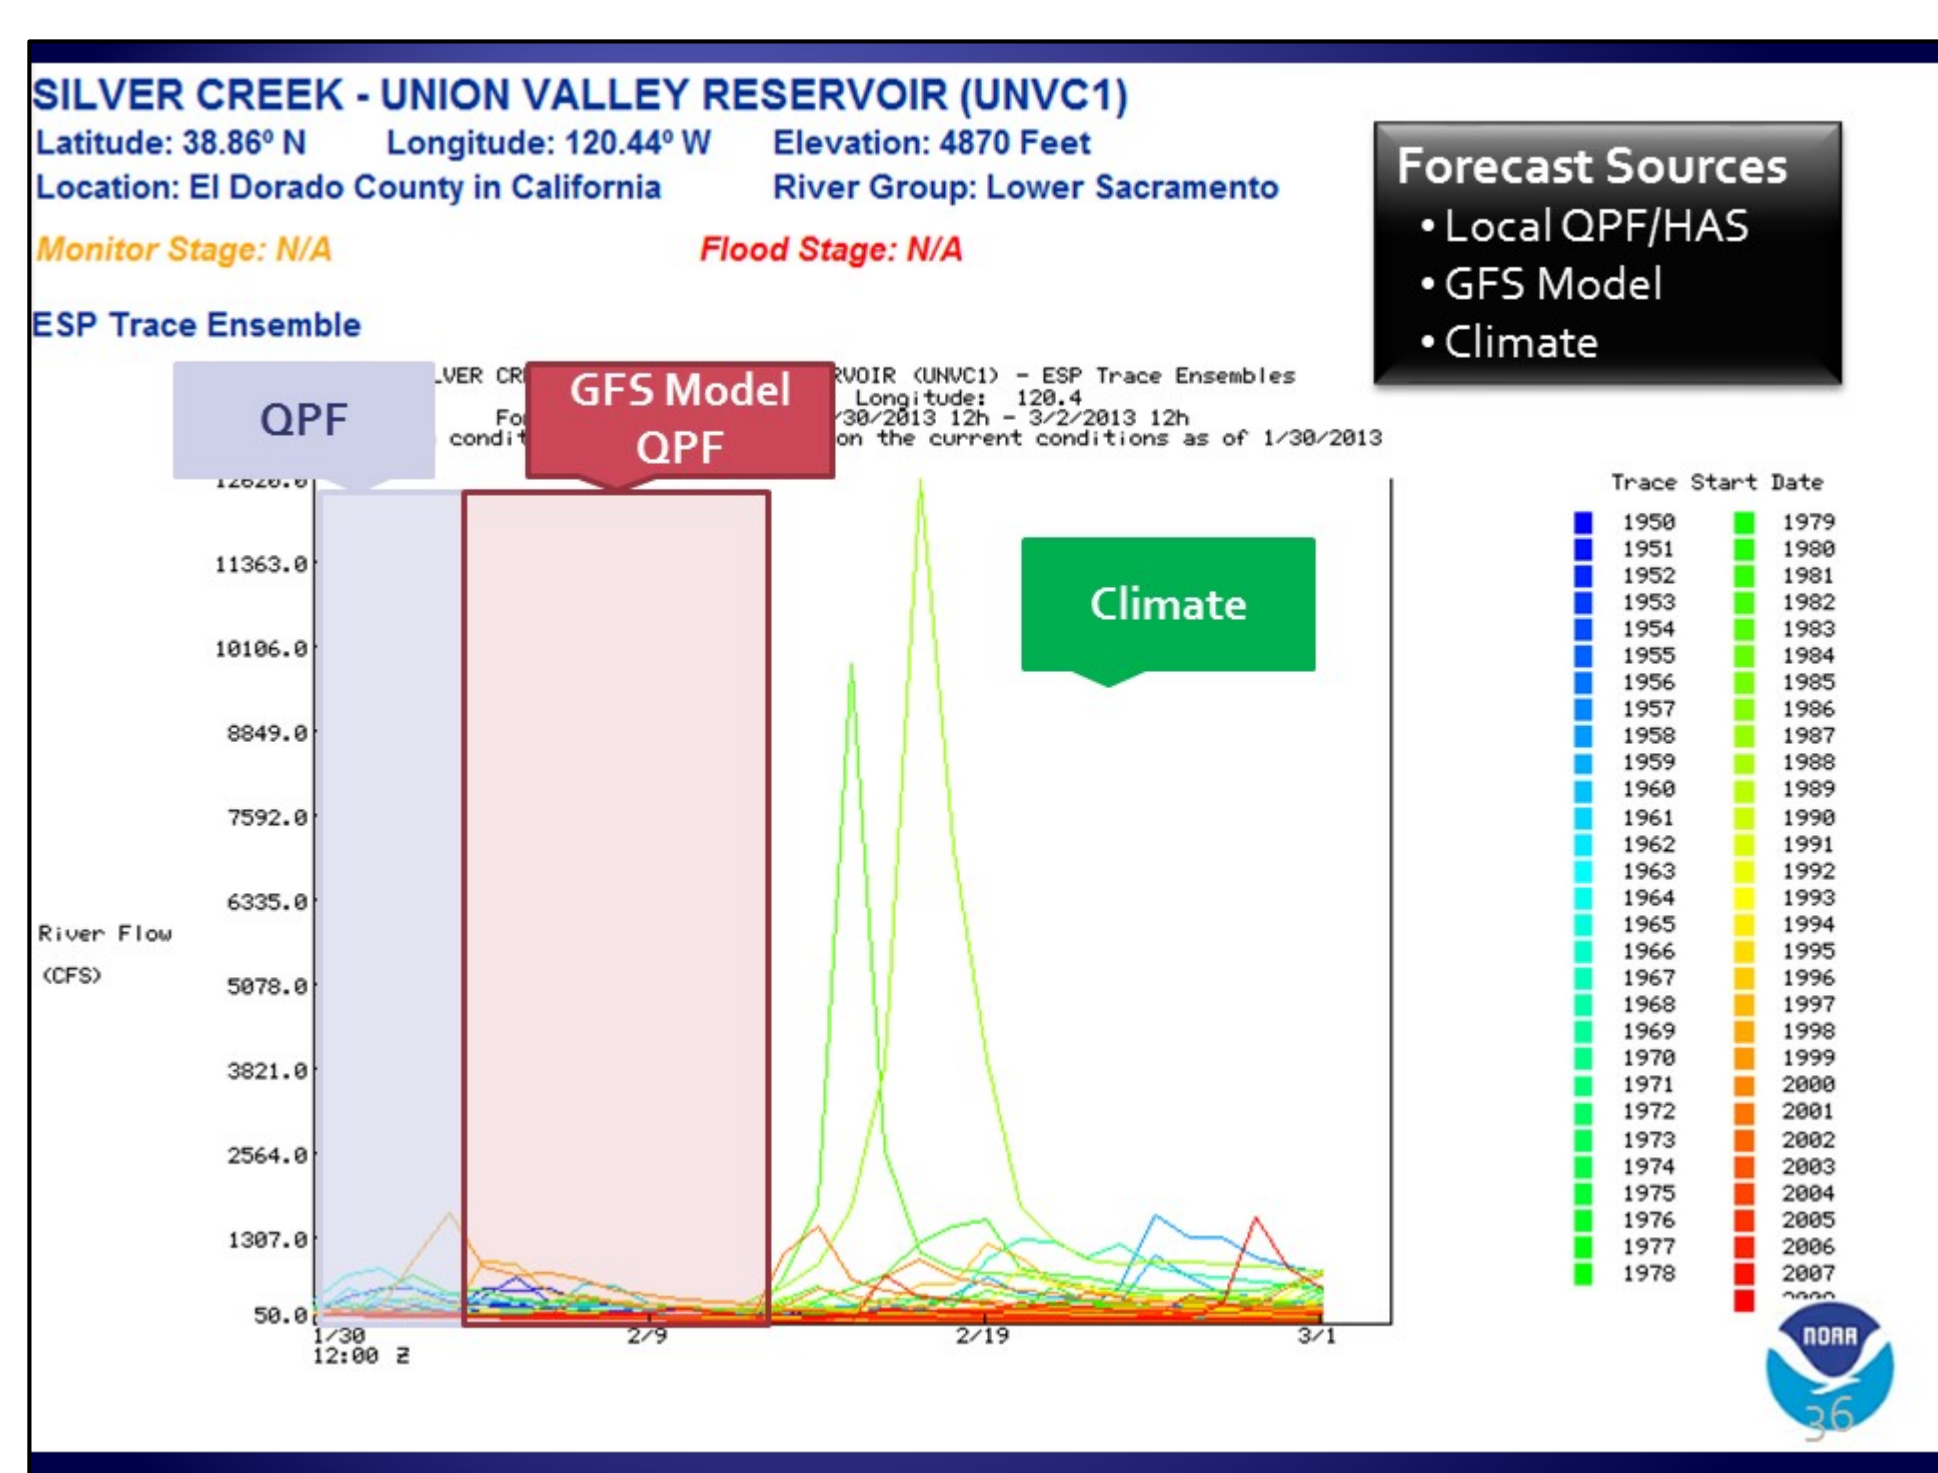 SILVER CREEK - UNION VALLEY RESERVOIR (UNVC1)
Latitude: 38.86º N Longitude: 120.44º W Elevation: 4870 Feet
Location: El Dorado County in California River Group: Lower Sacramento
Monitor Stage: N/A Flood Stage: N/A
ESP Trace Ensemble
Forecast Sources
• Local QPF/HAS
• GFS Model
• Climate
QPF
GFS Model
QPF
(UNVC1) - ESP Trace Ensembles
Longitude: 120.4
/30/2013 12h - 3/2/2013 12h
on the current conditions as of 1/30/2013
Climate
12620.0
11363.0
10106.0
8849.0
7592.0
6335.0
5078.0
3821.0
2564.0
1307.0
50.0
River Flow
(CFS)
1/30 2/9 2/19 3/1
12:00 Z
Trace Start Date
1950 1979
1951 1980
1952 1981
1953 1982
1954 1983
1955 1984
1956 1985
1957 1986
1958 1987
1959 1988
1960 1989
1961 1990
1962 1991
1963 1992
1964 1993
1965 1994
1966 1995
1967 1996
1968 1997
1969 1998
1970 1999
1971 2000
1972 2001
1973 2002
1974 2003
1975 2004
1976 2005
1977 2006
1978 2007
NOAA
36